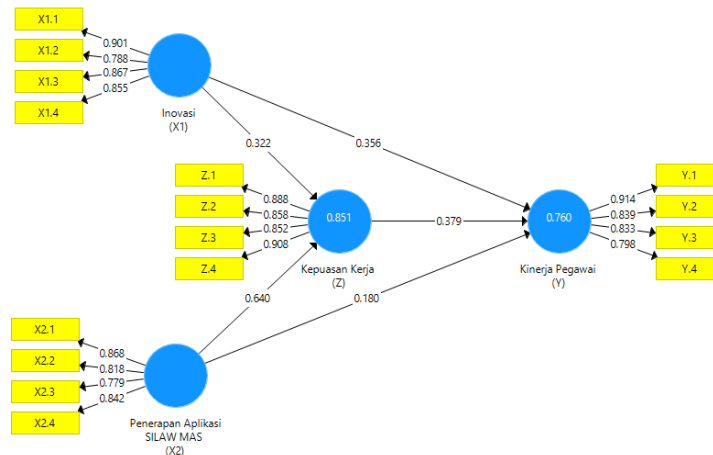 X1.1
X1.2
X1.3
X1.4
0.901
0.788
0.867
0.855
Inovasi
(X1)
0.322
0.356
Z.1
Z.2
Z.3
Z.4
0.888
0.858
0.852
0.908
0.851
Kepuasan Kerja
(Z)
0.379
0.760
Kinerja Pegawai
(Y)
0.914
0.839
0.833
0.798
Y.1
Y.2
Y.3
Y.4
0.640
0.180
X2.1
X2.2
X2.3
X2.4
0.868
0.818
0.779
0.842
Penerapan Aplikasi
SILAW MAS
(X2)